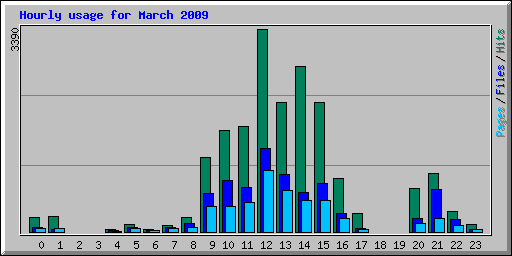 Hourly usage for March 2009
3390
Pages/Files/Hits
0 1 2 3 4 5 6 7 8 9 10 11 12 13 14 15 16 17 18 19 20 21 22 23